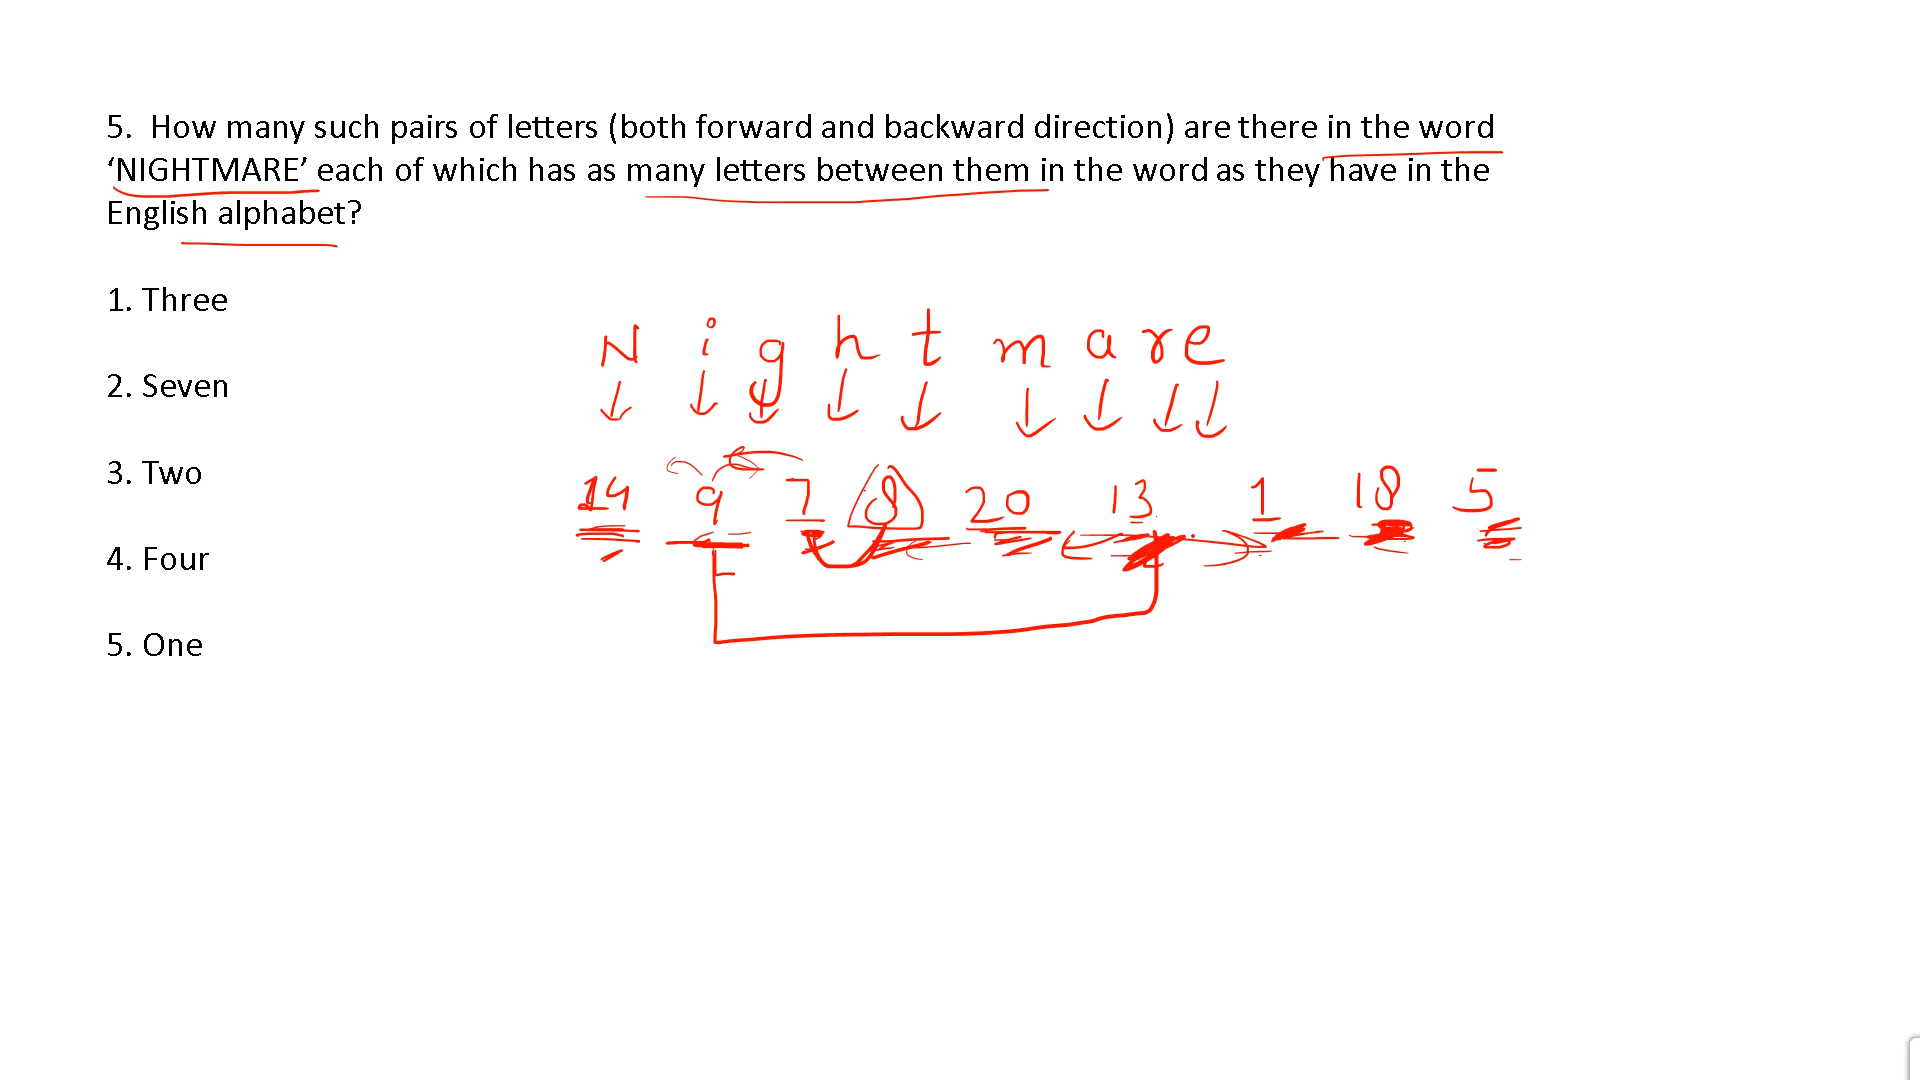 5.  How many such pairs of letters (both forward and backward direction) are there in the word
‘NIGHTMARE’ each of which has as many letters between them in the word as they have in the
English alphabet?
1. Three
2. Seven
3. Two
4. Four
5. One
N i g h t m a r e
14 9 7 8 20 13 1 18 5